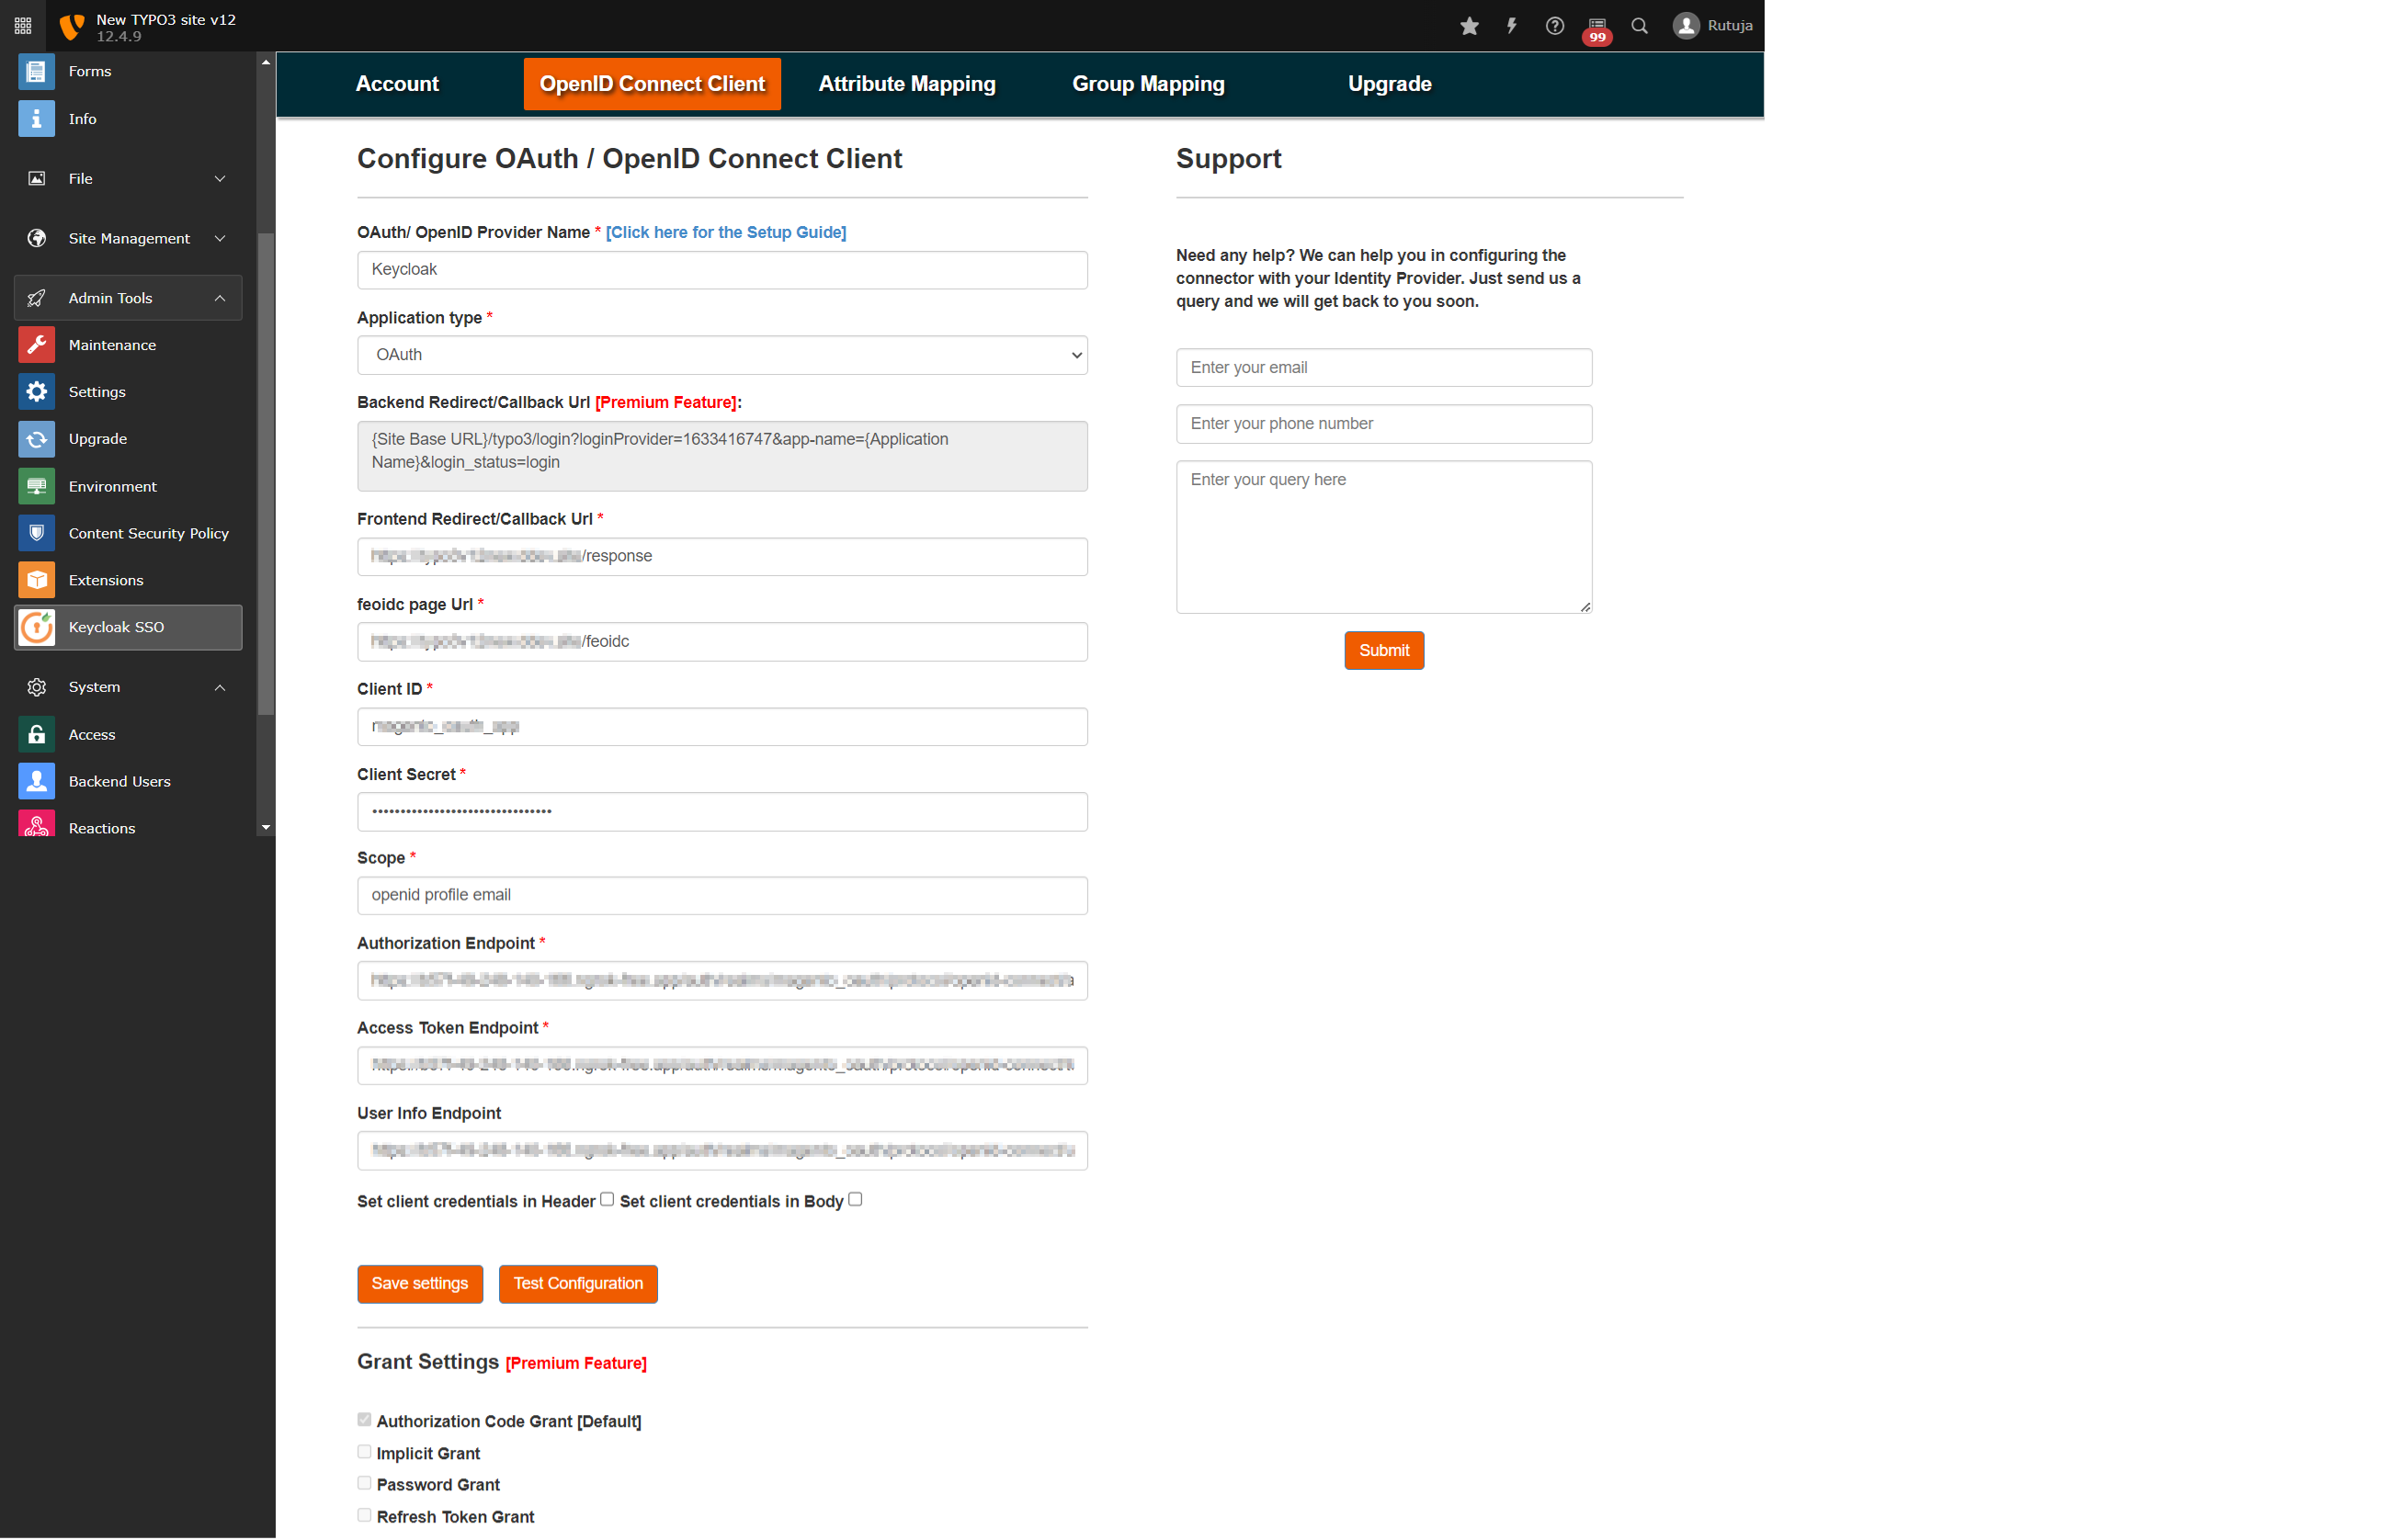 New TYPO3 site v12
12.4.9
99
Rutuja
Forms
Info
File
Site Management
Admin Tools
Maintenance
Settings
Upgrade
Environment
Content Security Policy
Extensions
Keycloak SSO
System
Access
Backend Users
Reactions
Account
OpenID Connect Client
Attribute Mapping
Group Mapping
Upgrade
Configure OAuth / OpenID Connect Client
OAuth/ OpenID Provider Name * [Click here for the Setup Guide]
Keycloak
Application type *
OAuth
Backend Redirect/Callback Url [Premium Feature]:
{Site Base URL}/typo3/login?loginProvider=1633416747&app-name={Application
Name}&login_status=login
Frontend Redirect/Callback Url *
/response
feoidc page Url *
/feoidc
Client ID *
Client Secret *
Scope *
openid profile email
Authorization Endpoint *
Access Token Endpoint *
User Info Endpoint
Set client credentials in Header Set client credentials in Body
Save settings
Test Configuration
Grant Settings [Premium Feature]
Authorization Code Grant [Default]
Implicit Grant
Password Grant
Refresh Token Grant
Support
Need any help? We can help you in configuring the
connector with your Identity Provider. Just send us a
query and we will get back to you soon.
Enter your email
Enter your phone number
Enter your query here
Submit